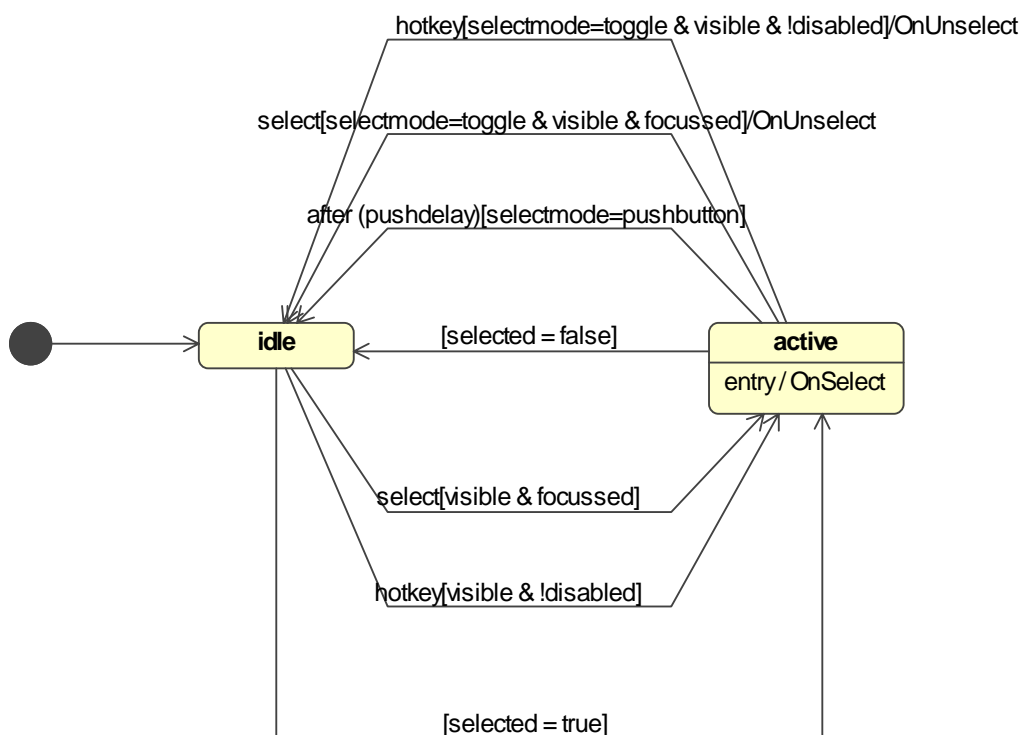 hotkey[selectmode=toggle & visible & !disabled]/OnUnselect
select[selectmode=toggle & visible & focussed]/OnUnselect
after (pushdelay)[selectmode=pushbutton]
idle
[selected = false]
active
entry / OnSelect
select[visible & focussed]
hotkey[visible & !disabled]
[selected = true]